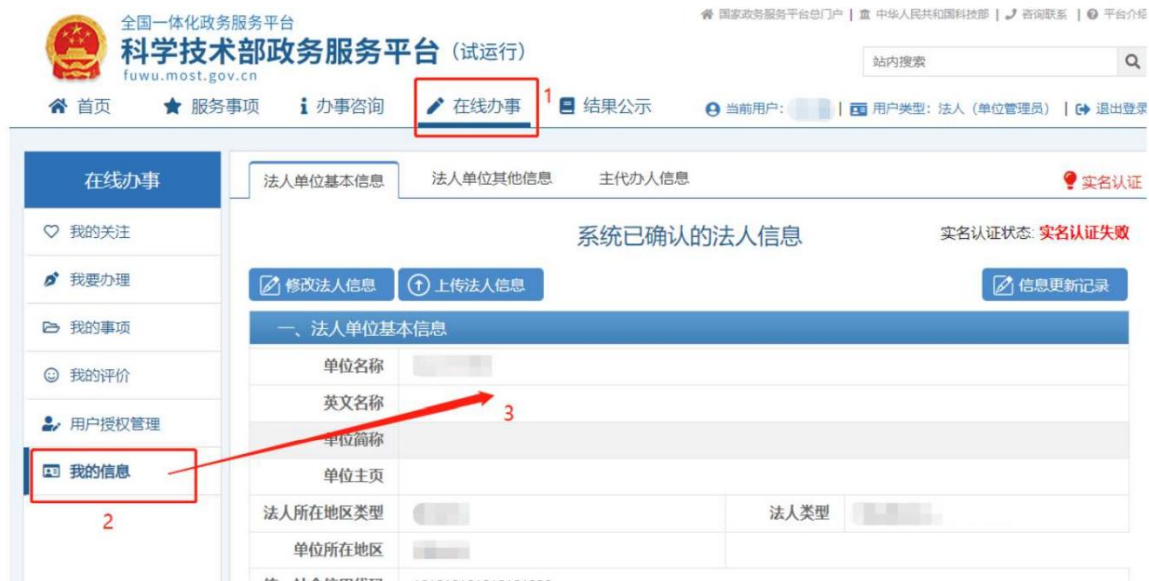 国家政务服务平台总门户 | 中华人民共和国科技部 | 咨询联系 | 平台介绍
全国一体化政务服务平台
科学技术部政务服务平台（试运行）
fuwu.most.gov.cn
站内搜索
首页 服务事项 办事咨询 在线办事 1 结果公示
当前用户： | 用户类型：法人（单位管理员） | 退出登录
在线办事
我的关注
我要办理
我的事项
我的评价
用户授权管理
我的信息
2
法人单位基本信息 法人单位其他信息 主代办人信息 实名认证
系统已确认的法人信息
实名认证状态: 实名认证失败
修改法人信息 上传法人信息 信息更新记录
一、法人单位基本信息
单位名称
英文名称
3
单位简称
单位主页
法人所在地区类型 法人类型
单位所在地区